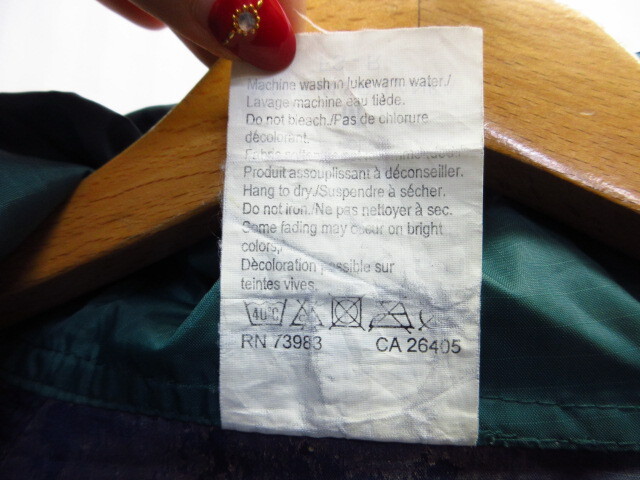 Machine wash in lukewarm water./
Lavage machine eau tiède.
Do not bleach./Pas de chlorure
décolorant.
Produit assouplissant à déconseiller.
Hang to dry./Suspendre à sécher.
Do not iron./Ne pas nettoyer à sec.
Some fading may occur on bright
colors,.
Dècoloration possible sur
teintes vives.
40°C
RN 73983 CA 26405